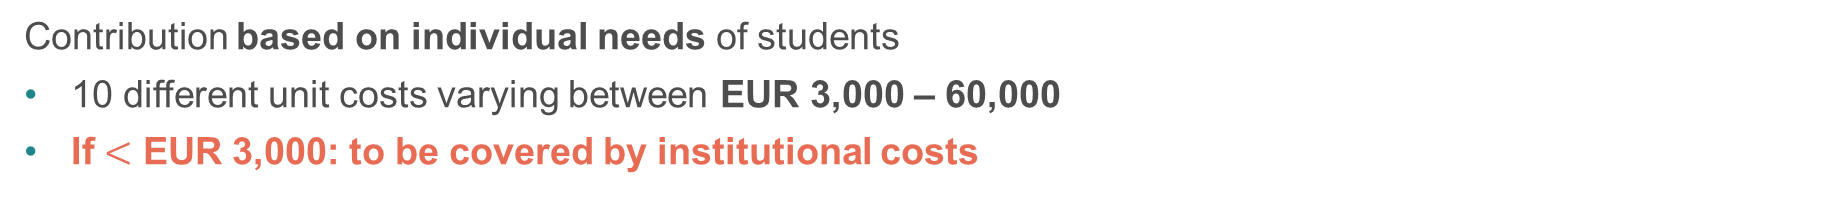 Contribution based on individual needs of students
• 10 different unit costs varying between EUR 3,000 – 60,000
• If < EUR 3,000: to be covered by institutional costs